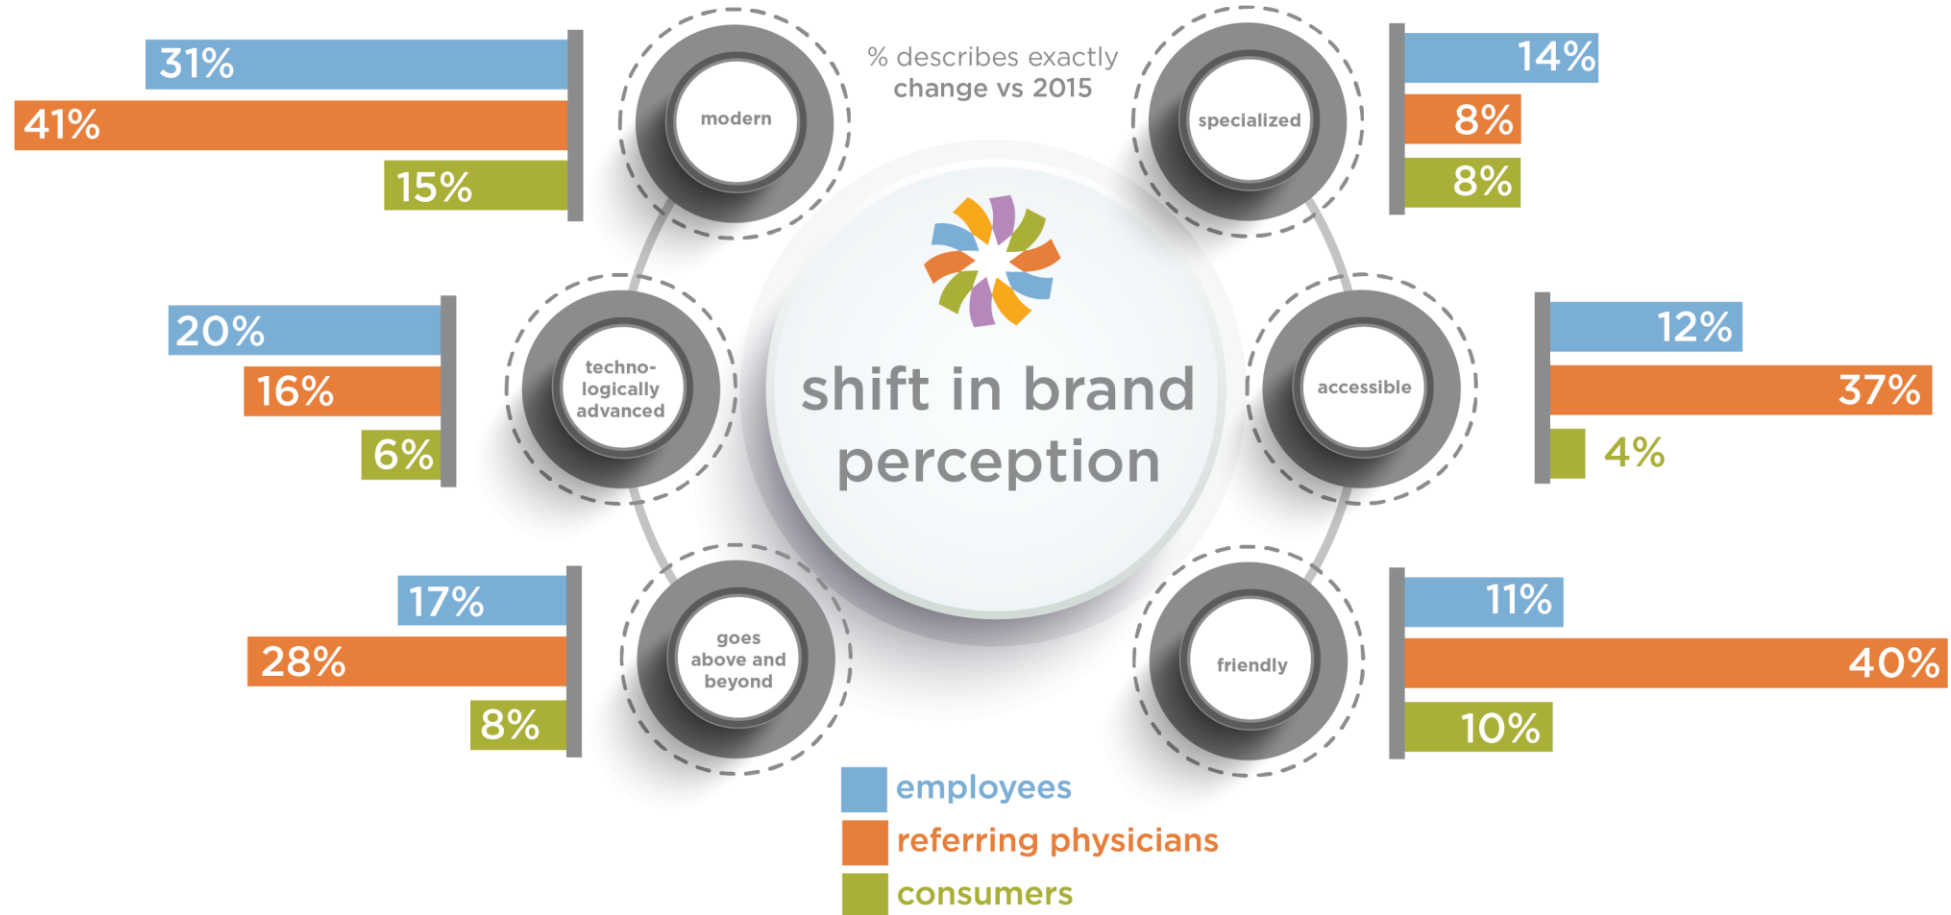 % describes exactly
change vs 2015
31%
41%
15%
modern
specialized
14%
8%
8%
20%
16%
6%
techno-
logically
advanced
shift in brand
perception
accessible
12%
37%
4%
17%
28%
8%
goes
above and
beyond
friendly
11%
40%
10%
employees
referring physicians
consumers